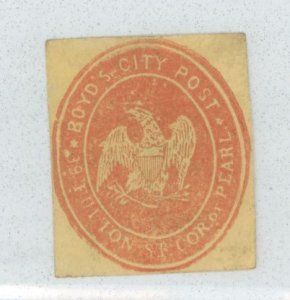 BOYD'S CITY POST
39 FULTON ST. COR. OF PEARL